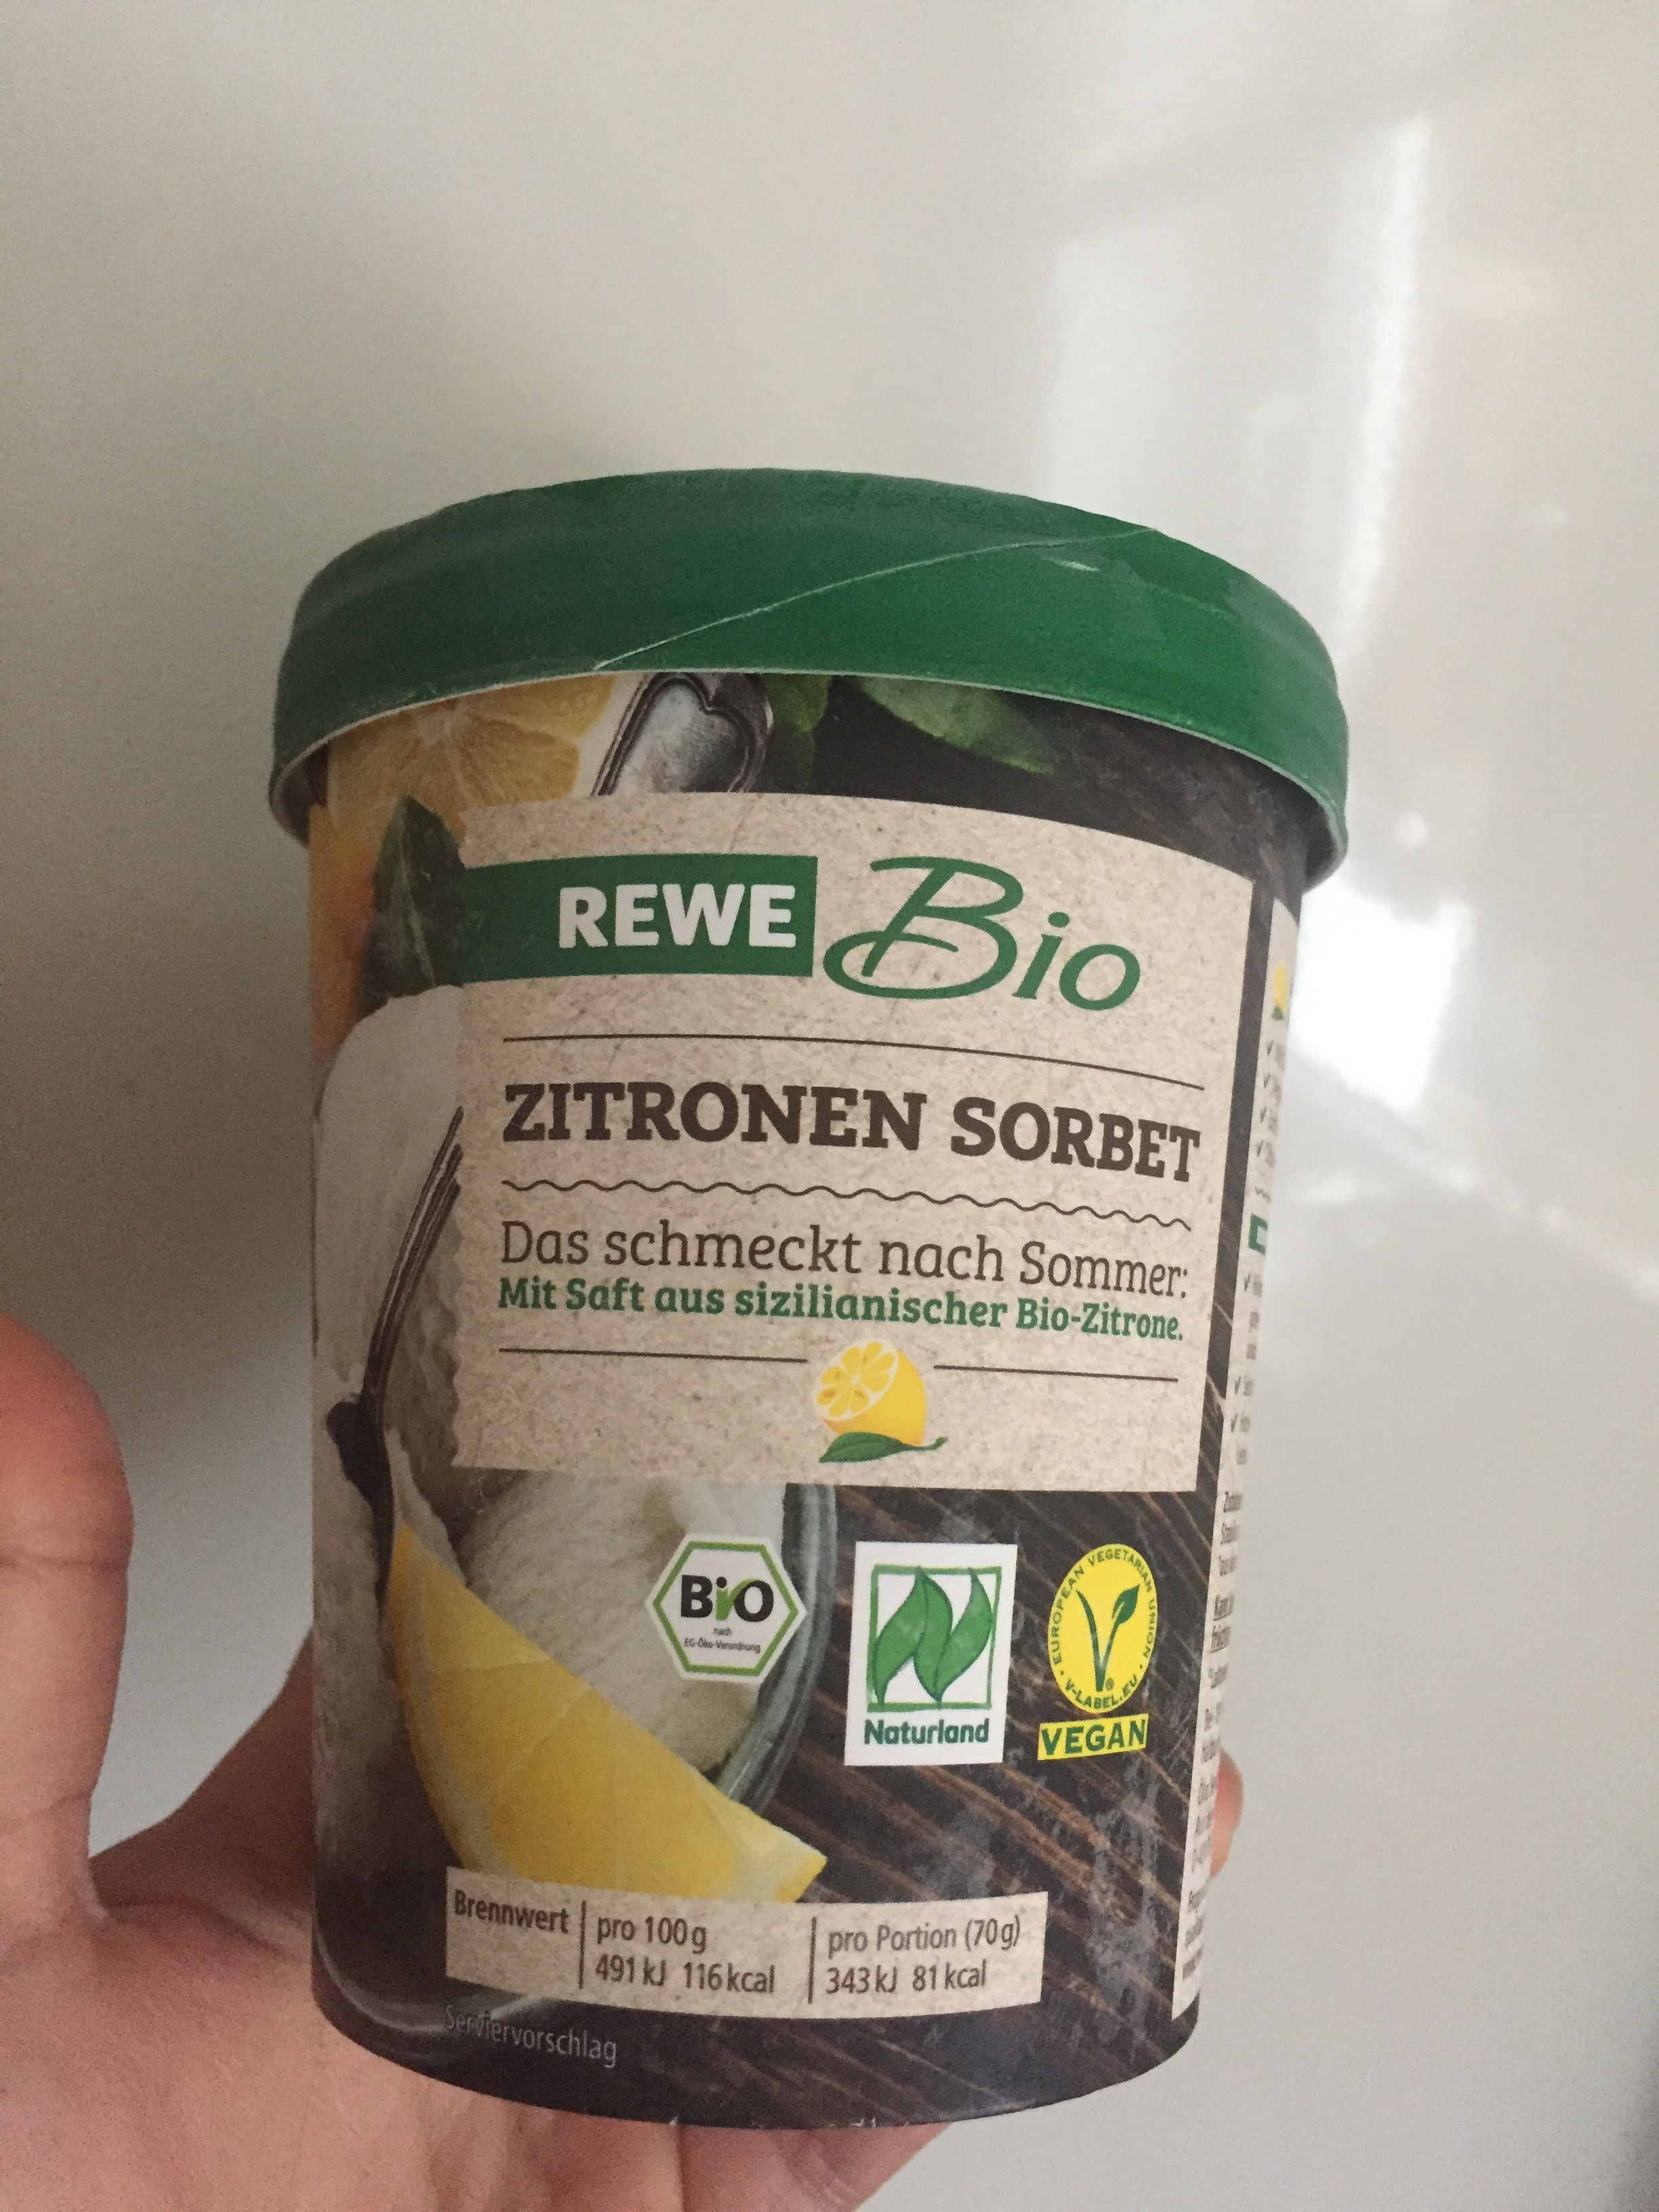 REWE Bio
ZITRONEN SORBET
Das schmeckt nach Sommer:
Mit Saft aus sizilianischer Bio-Zitrone.
BiO
nach
EG-Öko-Verordnung
Naturland
EUROPEAN VEGETARIAN UNION
V-LABEL.EU
®
VEGAN
Brennwert
pro 100g
491 kJ 116 kcal
pro Portion (70g)
343 kJ 81 kcal
Serviervorschlag